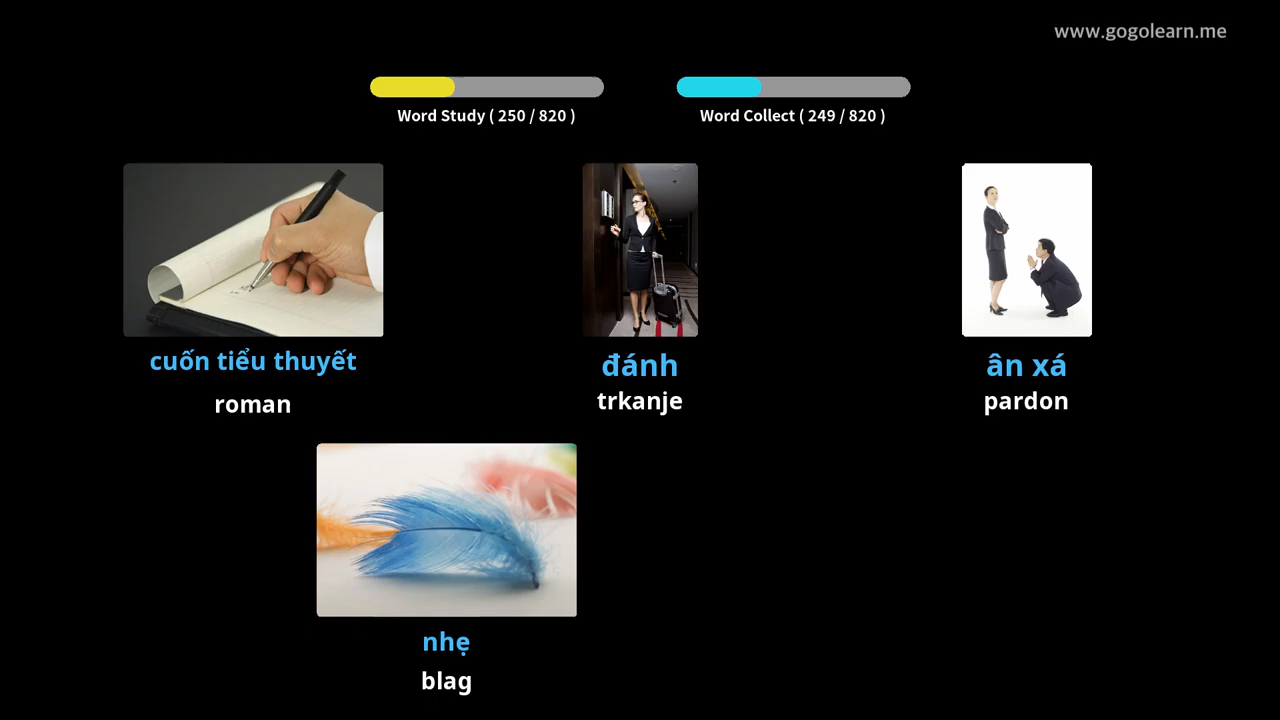 www.gogolearn.me
Word Study ( 250 / 820 )
Word Collect ( 249 / 820 )
cuốn tiểu thuyết
roman
đánh
trkanje
ân xá
pardon
nhẹ
blag